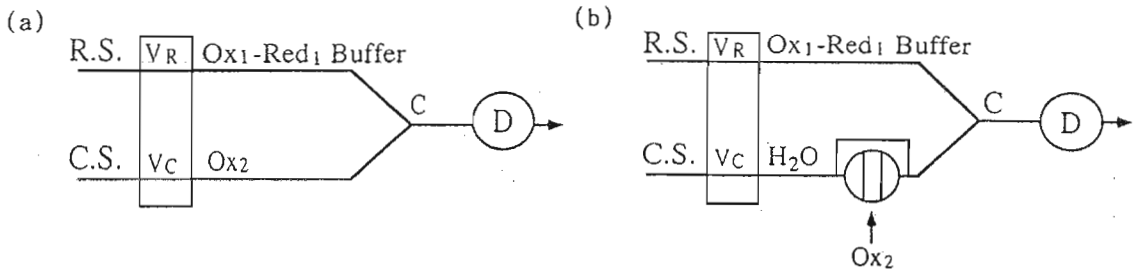 (a)
R.S. VR Ox₁-Red₁ Buffer
C
D
C.S. VC Ox₂
(b)
R.S. VR Ox₁-Red₁ Buffer
C
D
C.S. VC H₂O
Ox₂